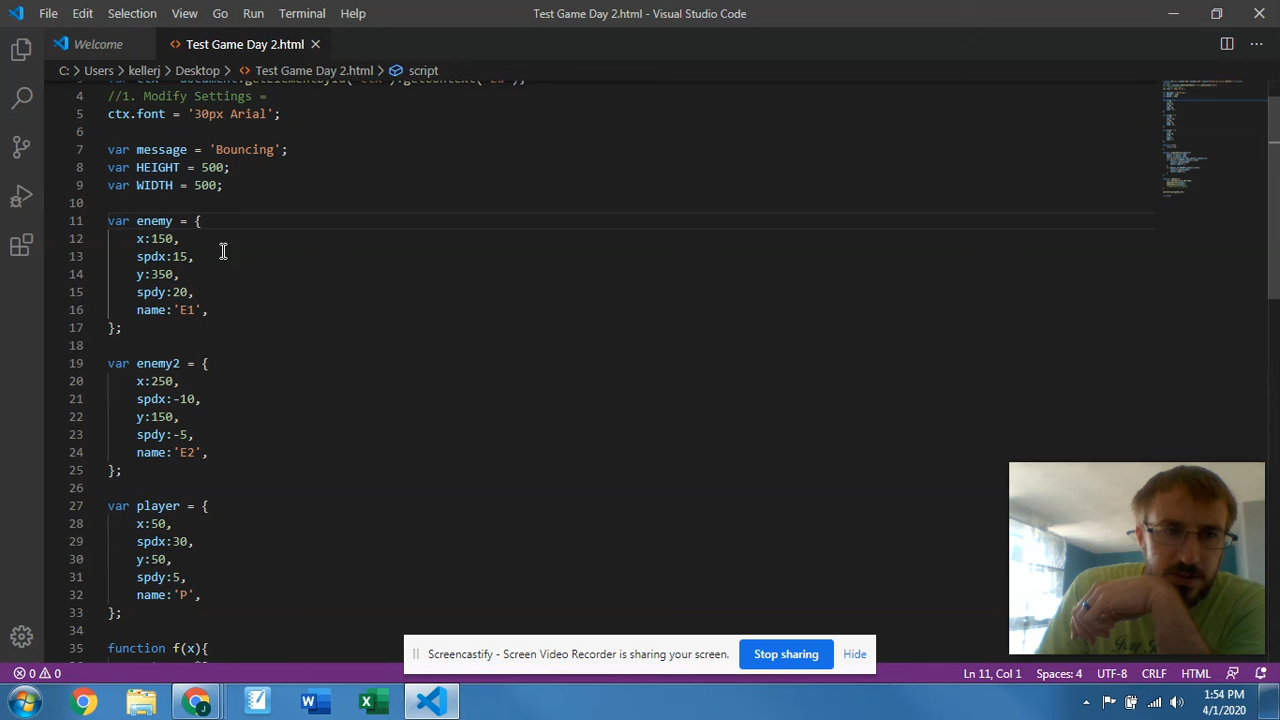 File Edit Selection View Go Run Terminal Help Test Game Day 2.html - Visual Studio Code
Welcome Test Game Day 2.html
C: > Users > kellerj > Desktop > Test Game Day 2.html > script
4 //1. Modify Settings =
5 ctx.font = '30px Arial';
6
7 var message = 'Bouncing';
8 var HEIGHT = 500;
9 var WIDTH = 500;
10
11 var enemy = {
12 x:150,
13 spdx:15,
14 y:350,
15 spdy:20,
16 name:'E1',
17 };
18
19 var enemy2 = {
20 x:250,
21 spdx:-10,
22 y:150,
23 spdy:-5,
24 name:'E2',
25 };
26
27 var player = {
28 x:50,
29 spdx:30,
30 y:50,
31 spdy:5,
32 name:'P',
33 };
34
35 function f(x){
Screencastify - Screen Video Recorder is sharing your screen. Stop sharing Hide
0 0 Ln 11, Col 1 Spaces: 4 UTF-8 CRLF HTML
1:54 PM
4/1/2020